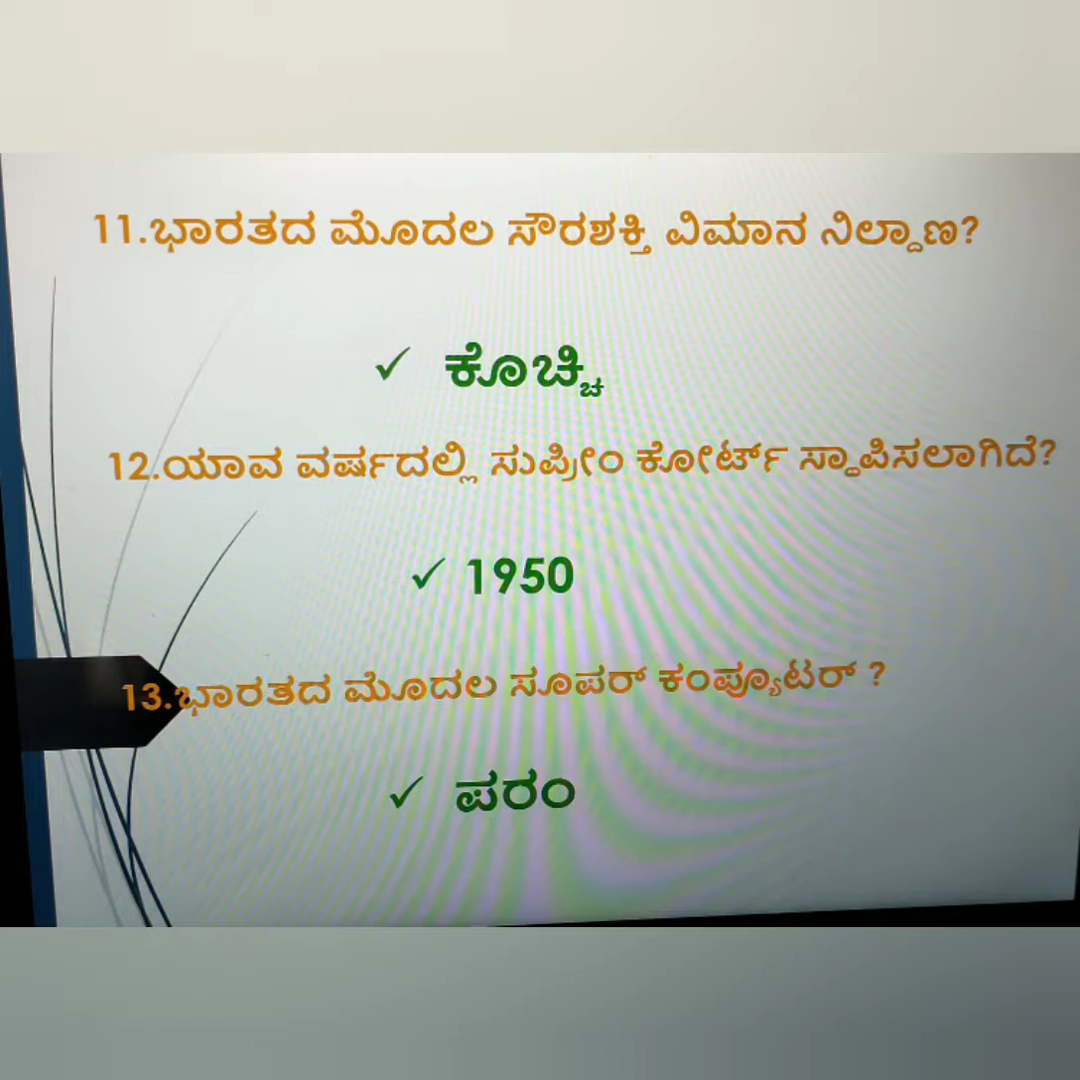 11.ಭಾರತದ ಮೊದಲ ಸೌರಶಕ್ತಿ ವಿಮಾನ ನಿಲ್ದಾಣ?
✓ ಕೊಚ್ಚಿ
12.ಯಾವ ವರ್ಷದಲ್ಲಿ ಸುಪ್ರೀಂ ಕೋರ್ಟ್ ಸ್ಥಾಪಿಸಲಾಗಿದೆ?
✓ 1950
13.ಭಾರತದ ಮೊದಲ ಸೂಪರ್ ಕಂಪ್ಯೂಟರ್ ?
✓ ಪರಂ